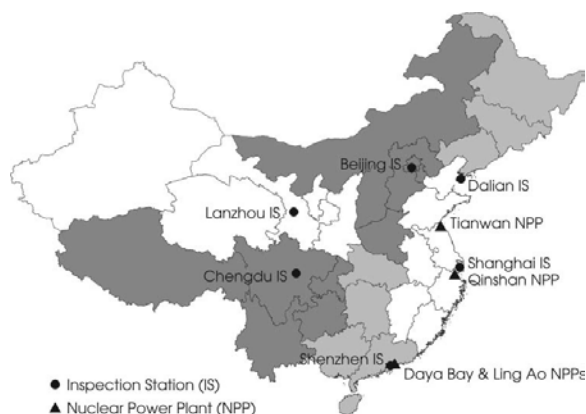 Beijing IS
Dalian IS
Lanzhou IS
Tianwan NPP
Shanghai IS
Chengdu IS
Qinshan NPP
Shenzhen IS
Daya Bay & Ling Ao NPPs
Inspection Station (IS)
Nuclear Power Plant (NPP)